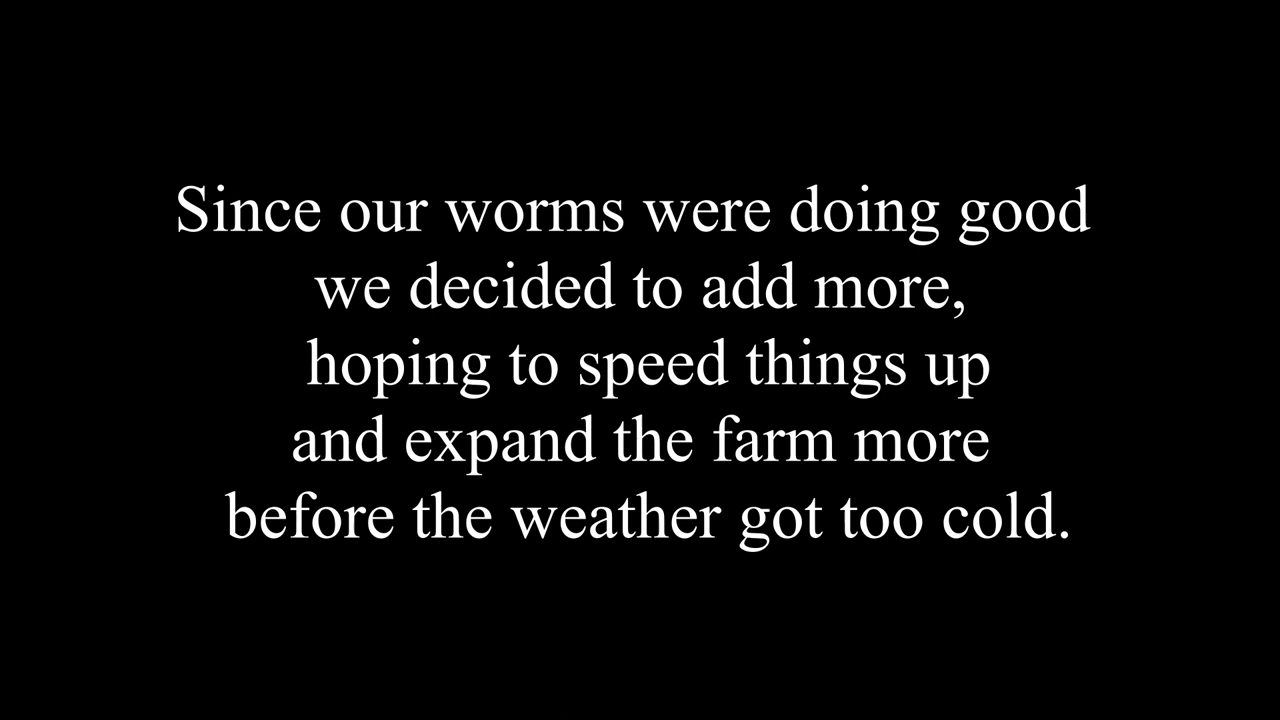 Since our worms were doing good
we decided to add more,
hoping to speed things up
and expand the farm more
before the weather got too cold.